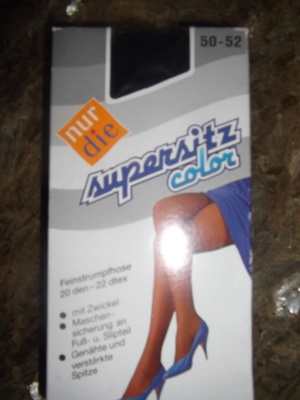 50-52
nur
die
supersitz
color
Feinstrumpfhose
20 den - 22 dtex
• mit Zwickel
• Maschen-
sicherung an
Fuß- u. Slipteil
• Genähte und
verstärkte
Spitze